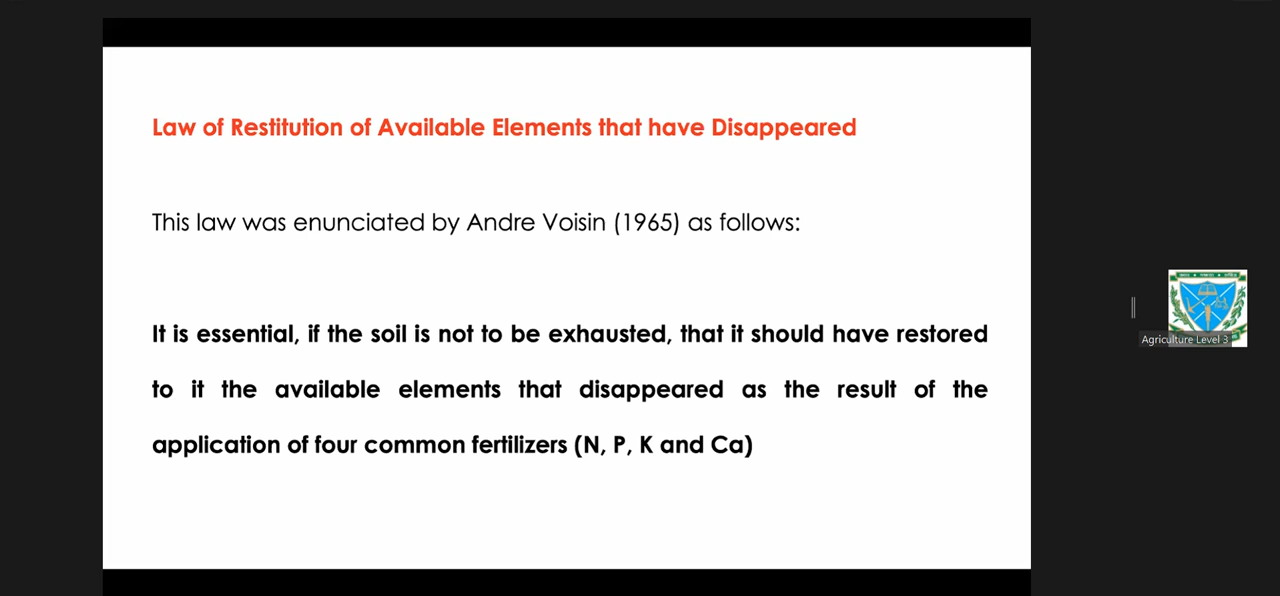 Law of Restitution of Available Elements that have Disappeared
This law was enunciated by Andre Voisin (1965) as follows:
It is essential, if the soil is not to be exhausted, that it should have restored
to it the available elements that disappeared as the result of the
application of four common fertilizers (N, P, K and Ca)
Agriculture Level 3